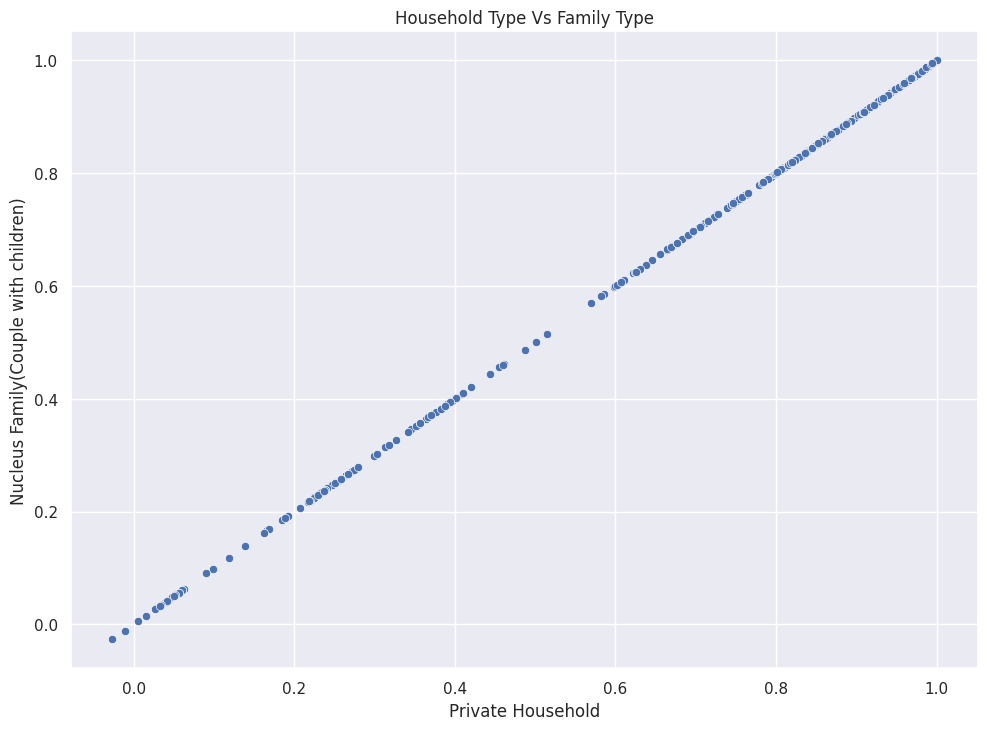 Household Type Vs Family Type
Nucleus Family(Couple with children)
1.0
0.8
0.6
0.4
0.2
0.0
0.0 0.2 0.4 0.6 0.8 1.0
Private Household